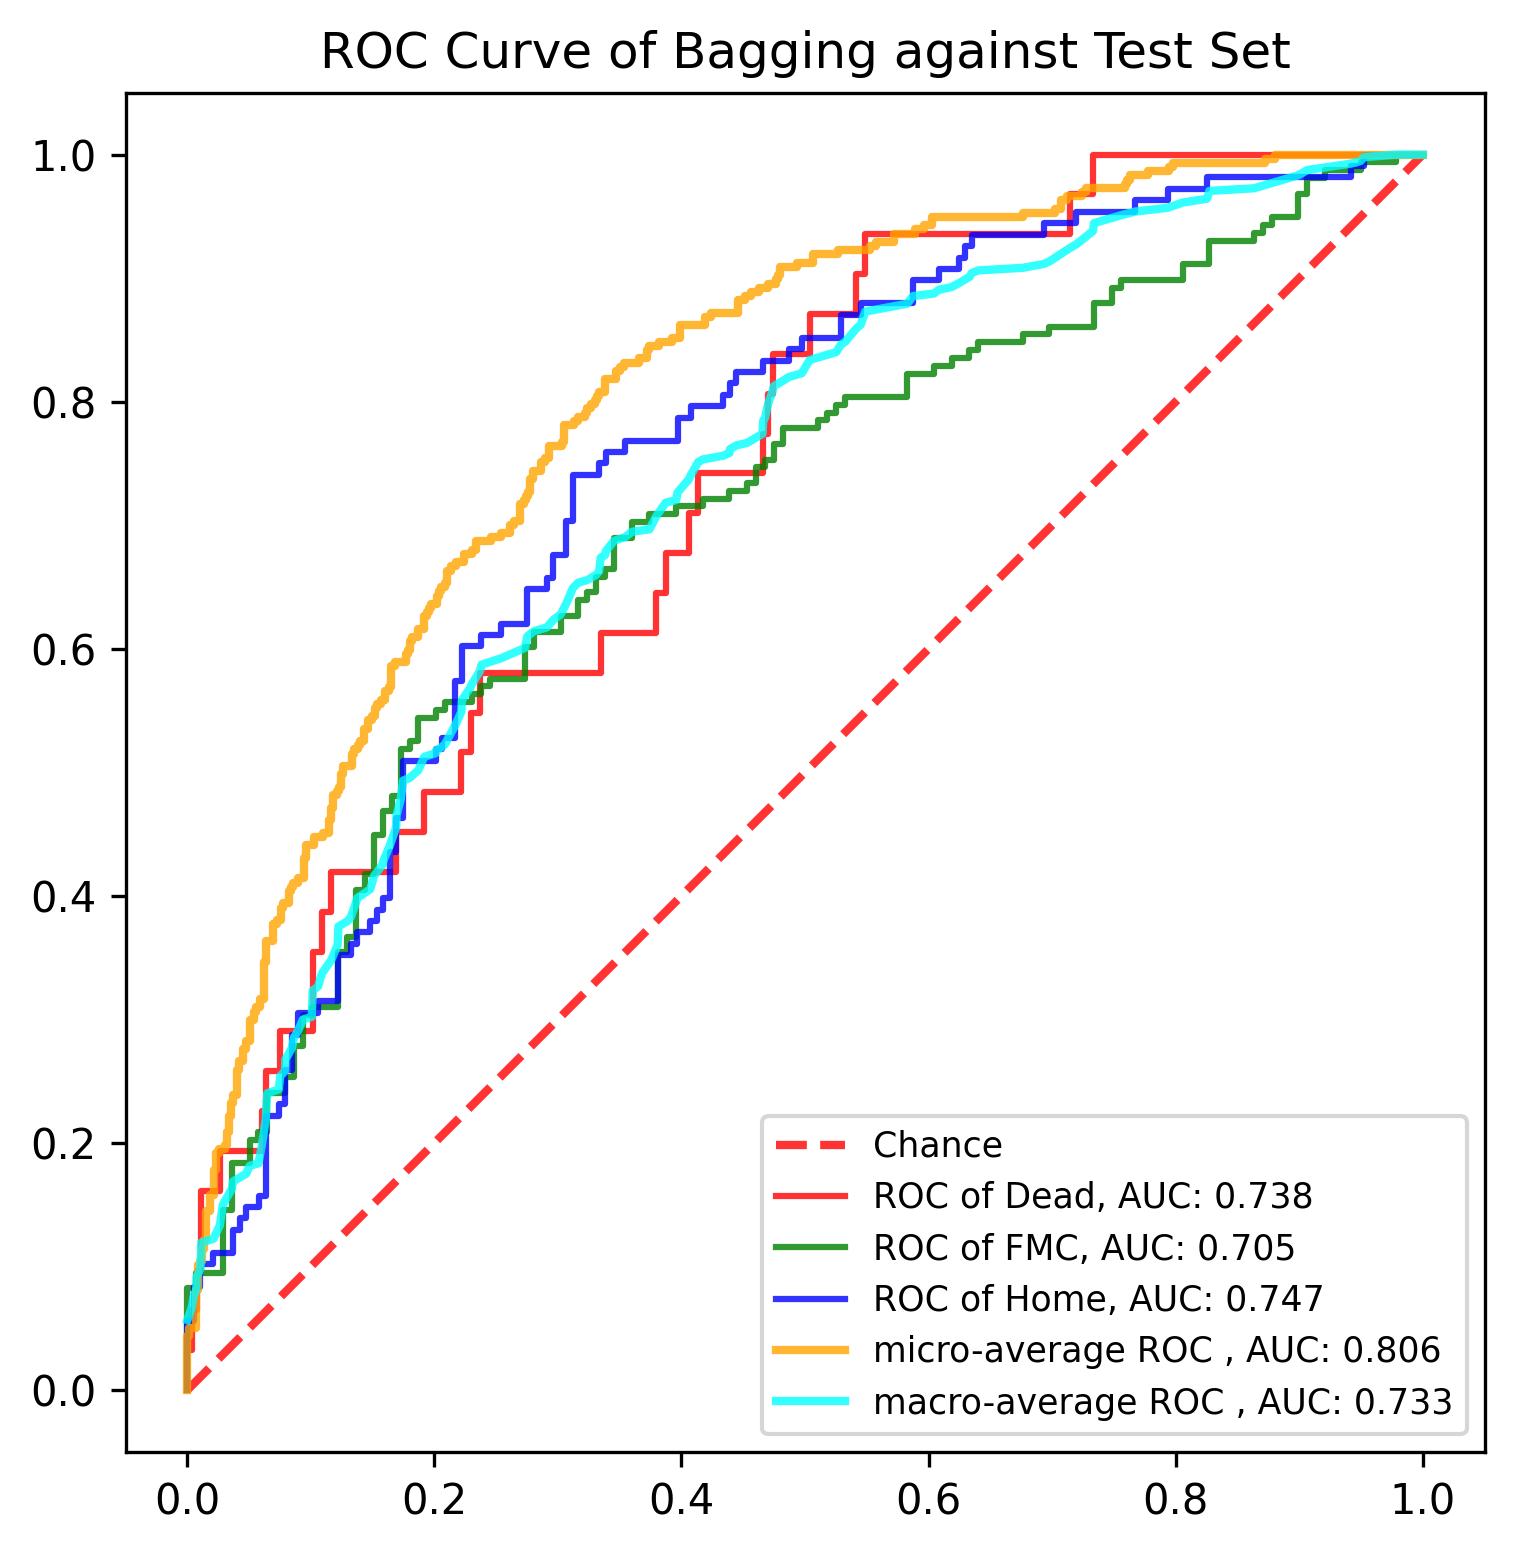 ROC Curve of Bagging against Test Set
1.0
0.8
0.6
0.4
0.2
0.0
Chance
ROC of Dead, AUC: 0.738
ROC of FMC, AUC: 0.705
ROC of Home, AUC: 0.747
micro-average ROC , AUC: 0.806
macro-average ROC , AUC: 0.733
0.0 0.2 0.4 0.6 0.8 1.0